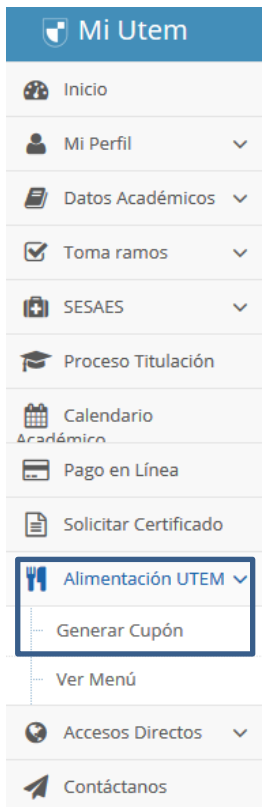 Mi Utem
Inicio
Mi Perfil
Datos Académicos
Toma ramos
SESAES
Proceso Titulación
Calendario
Académico
Pago en Línea
Solicitar Certificado
Alimentación UTEM
Generar Cupón
Ver Menú
Accesos Directos
Contáctanos